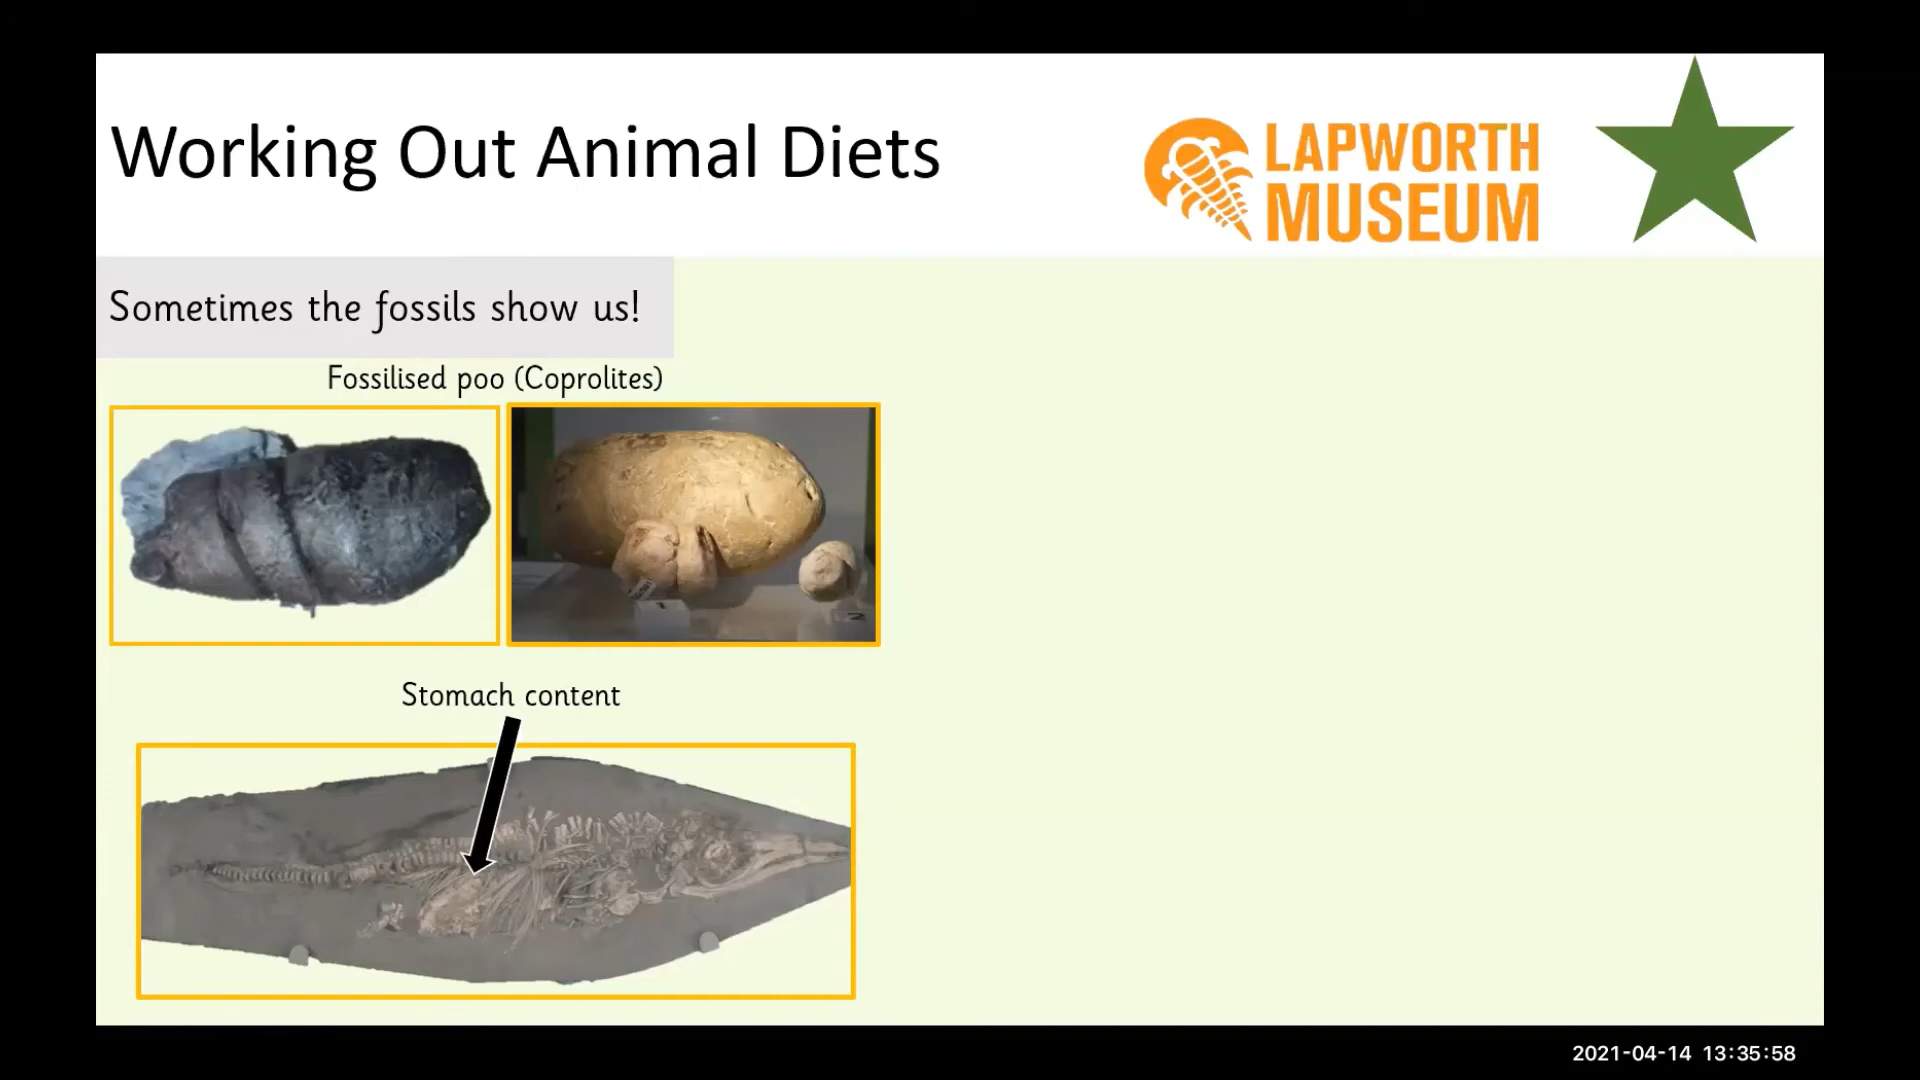 Working Out Animal Diets
LAPWORTH
MUSEUM
Sometimes the fossils show us!
Fossilised poo (Coprolites)
Stomach content
2021-04-14 13:35:58